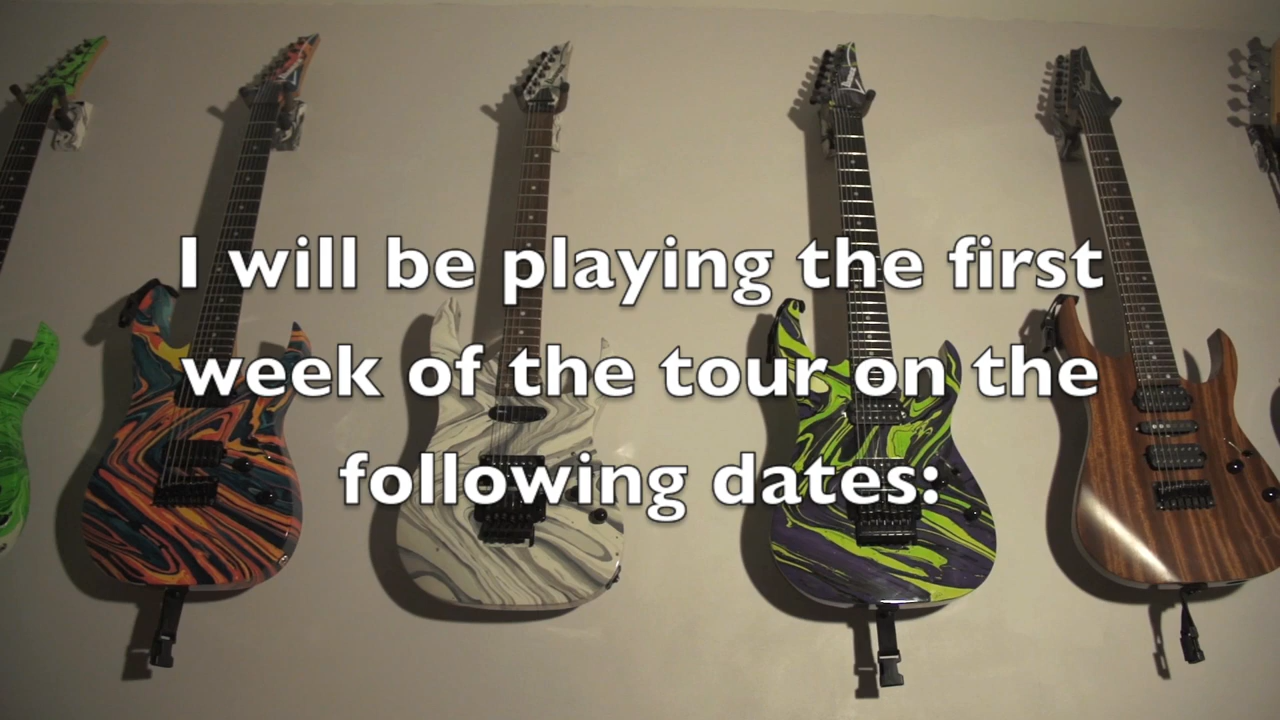 I will be playing the first
week of the tour on the
following dates: